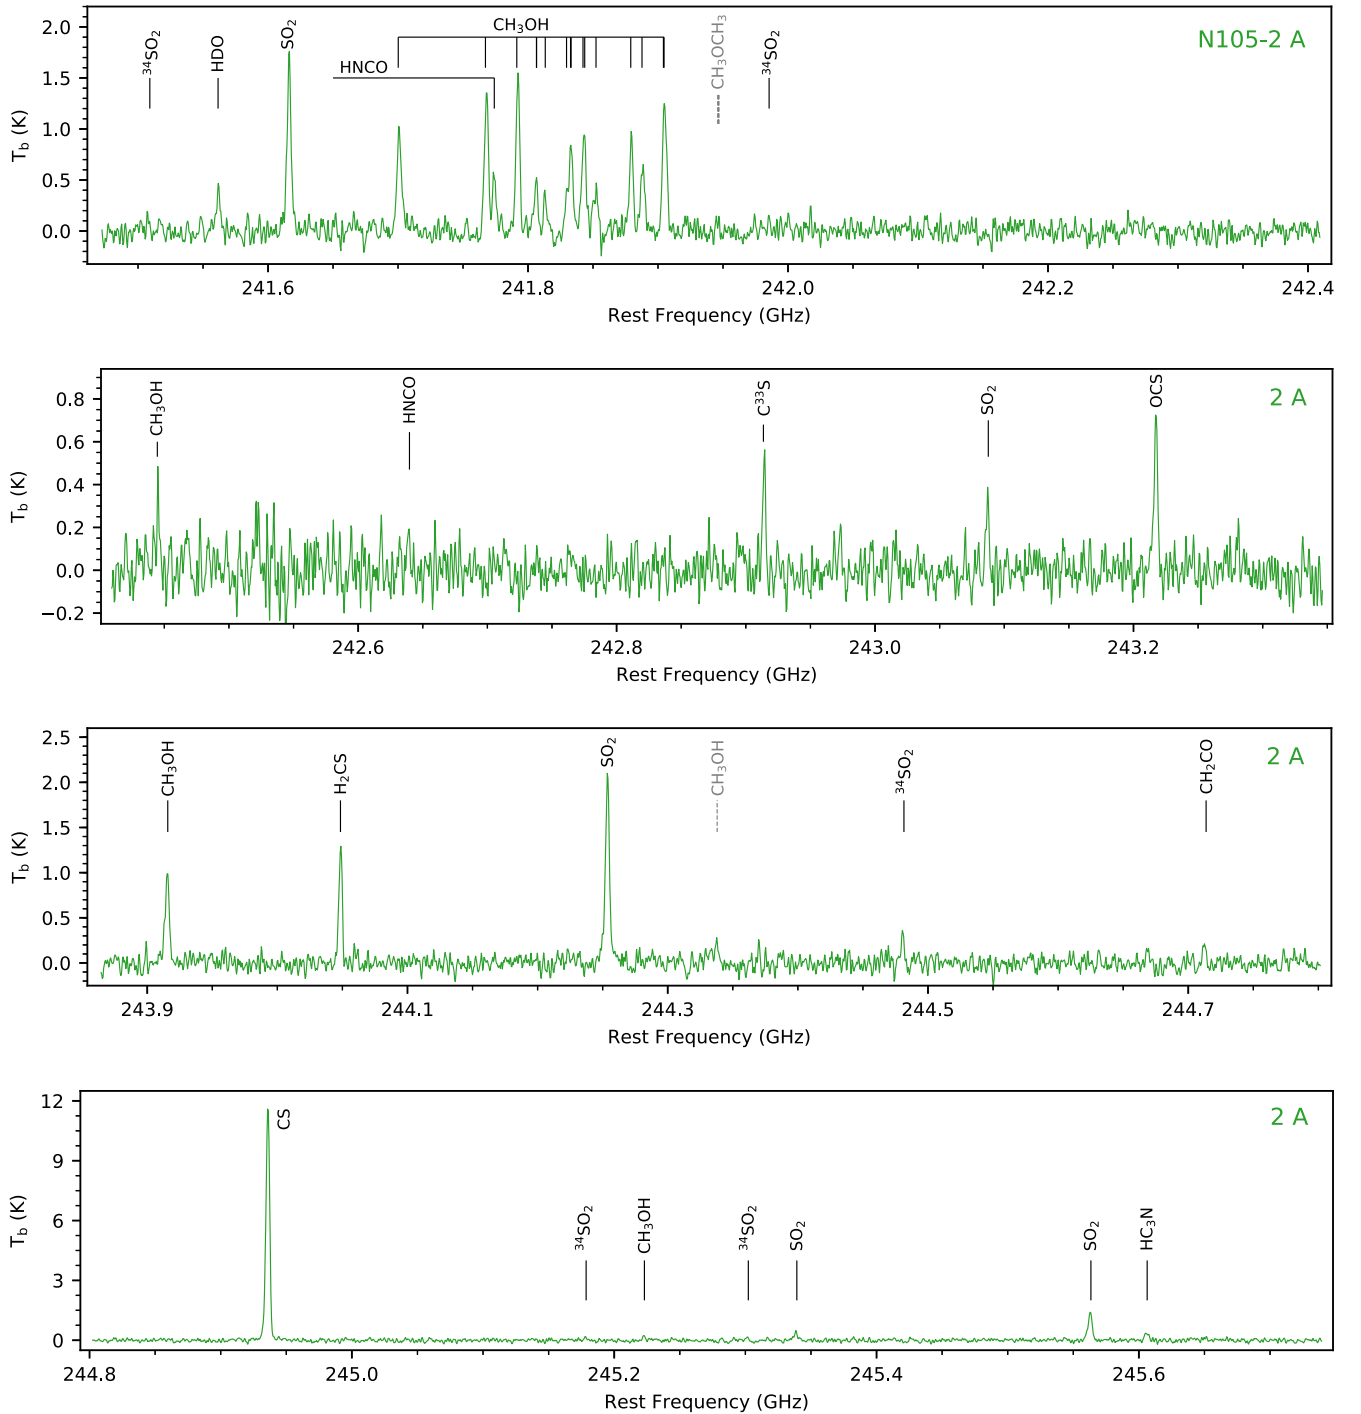 N105-2 A
³⁴SO₂
HDO
SO₂
CH₃OH
HNCO
CH₃OCH₃
³⁴SO₂
T_b (K)
2.0
1.5
1.0
0.5
0.0
241.6 241.8 242.0 242.2 242.4
Rest Frequency (GHz)
2 A
CH₃OH
HNCO
C³³S
SO₂
OCS
T_b (K)
0.8
0.6
0.4
0.2
0.0
−0.2
242.6 242.8 243.0 243.2
Rest Frequency (GHz)
2 A
CH₃OH
H₂CS
SO₂
CH₃OH
³⁴SO₂
CH₂CO
T_b (K)
2.5
2.0
1.5
1.0
0.5
0.0
243.9 244.1 244.3 244.5 244.7
Rest Frequency (GHz)
2 A
CS
³⁴SO₂
CH₃OH
³⁴SO₂
SO₂
SO₂
HC₃N
T_b (K)
12
9
6
3
0
244.8 245.0 245.2 245.4 245.6
Rest Frequency (GHz)